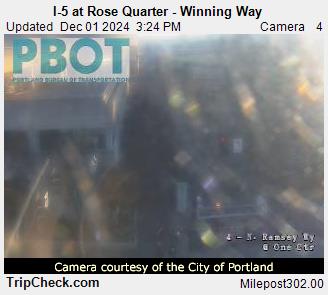 I-5 at Rose Quarter - Winning Way
Updated Dec 01 2024 3:24 PM Camera 4
PBOT
PORTLAND BUREAU OF TRANSPORTATION
4 - N. Ramsey Wy
@ One Ctr
Camera courtesy of the City of Portland
TripCheck.com Milepost302.00